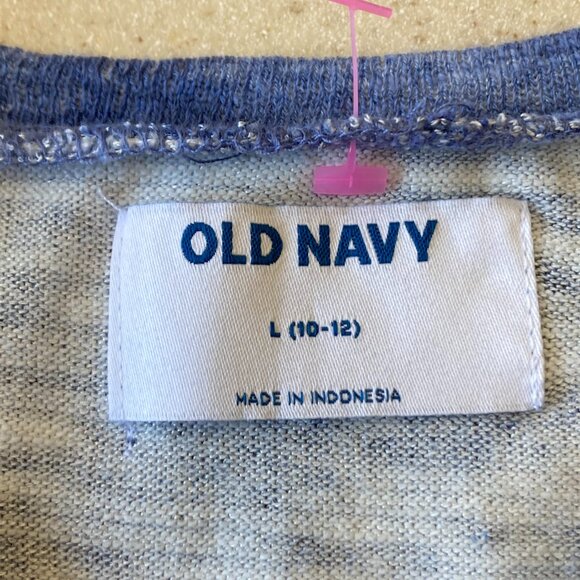 OLD NAVY
L (10-12)
MADE IN INDONESIA